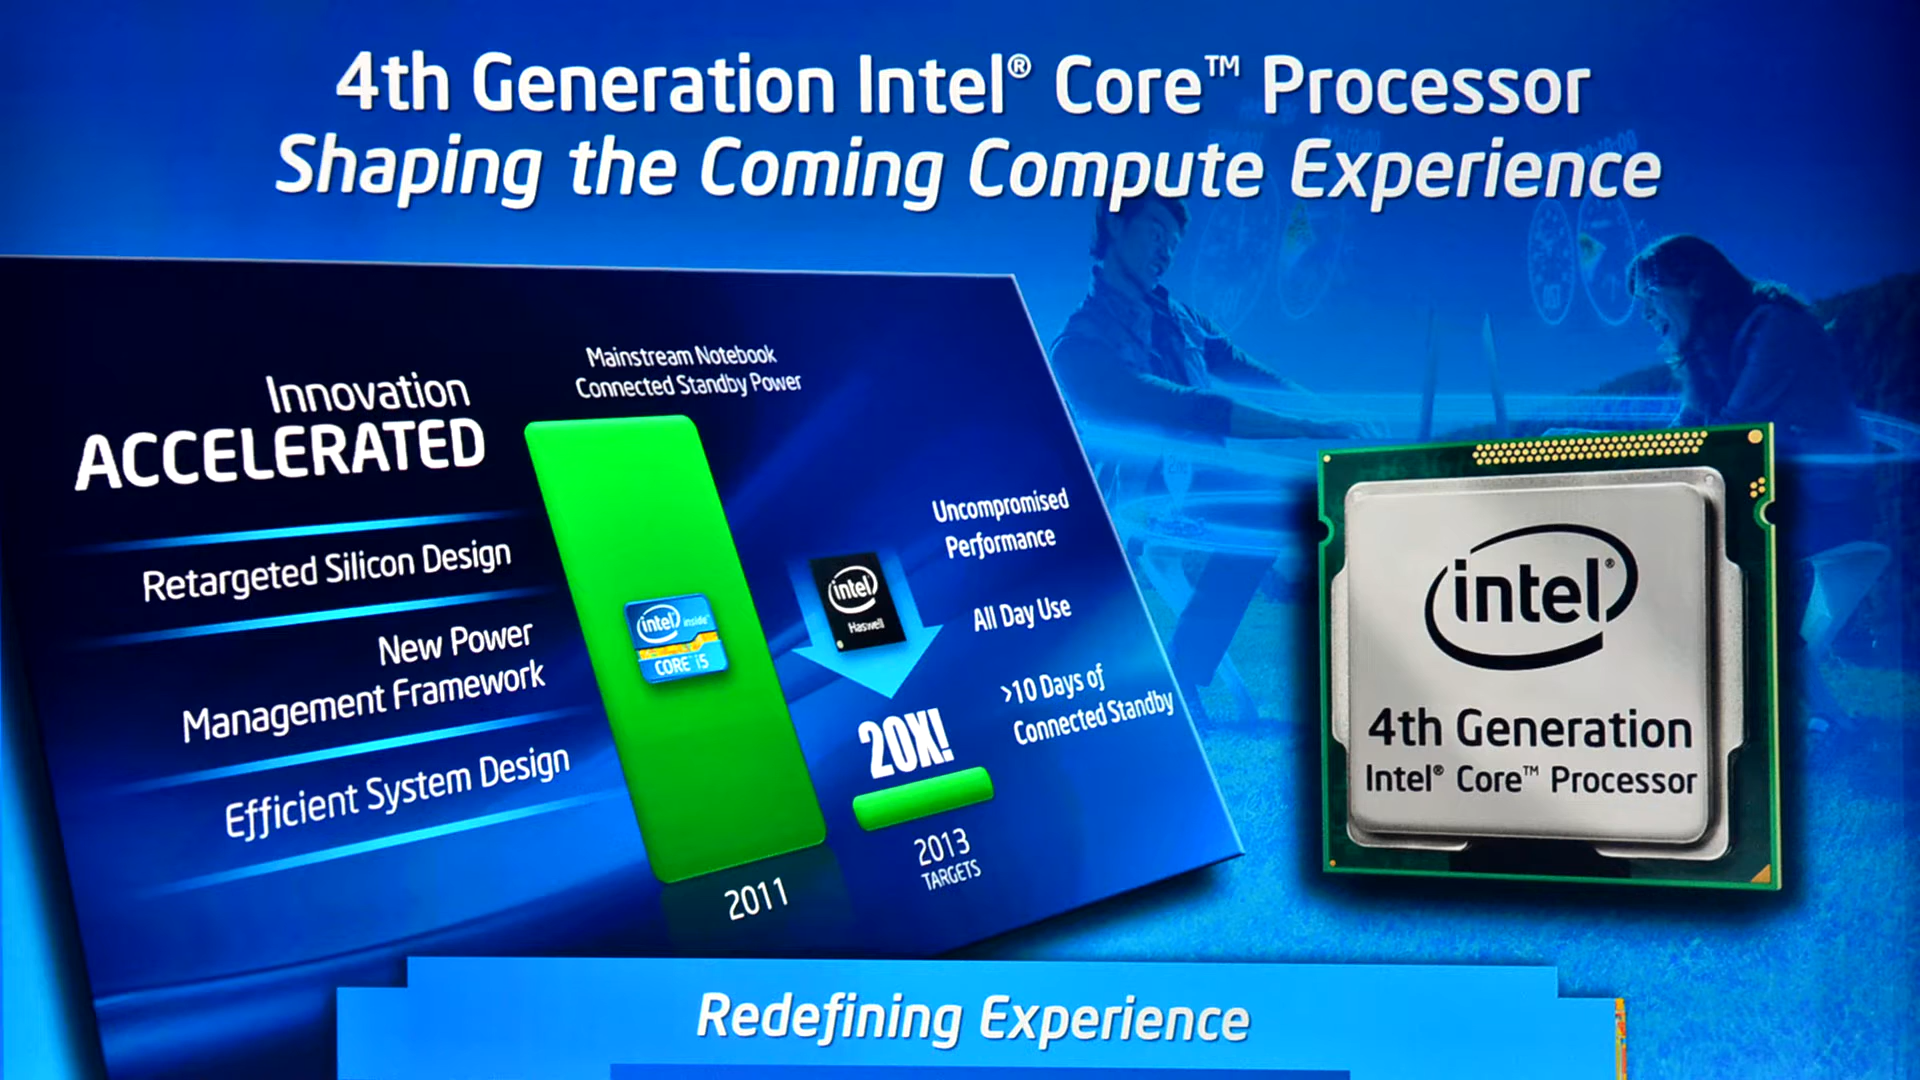 4th Generation Intel® Core™ Processor
Shaping the Coming Compute Experience
Innovation
ACCELERATED
Retargeted Silicon Design
New Power
Management Framework
Efficient System Design
Mainstream Notebook
Connected Standby Power
intel inside™
CORE™ i5
2011
intel
Haswell
20X!
2013
TARGETS
Uncompromised
Performance
All Day Use
>10 Days of
Connected Standby
intel®
4th Generation
Intel® Core™ Processor
Redefining Experience